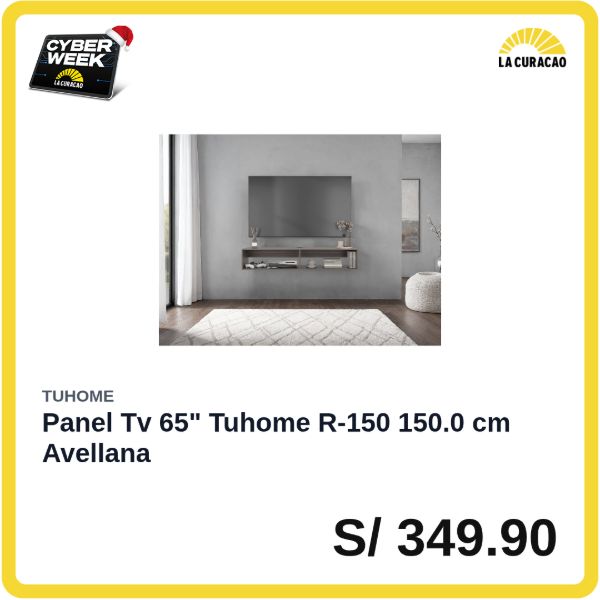 CYBER
WEEK
LA CURACAO
LA CURACAO
TUHOME
Panel Tv 65" Tuhome R-150 150.0 cm
Avellana
S/ 349.90